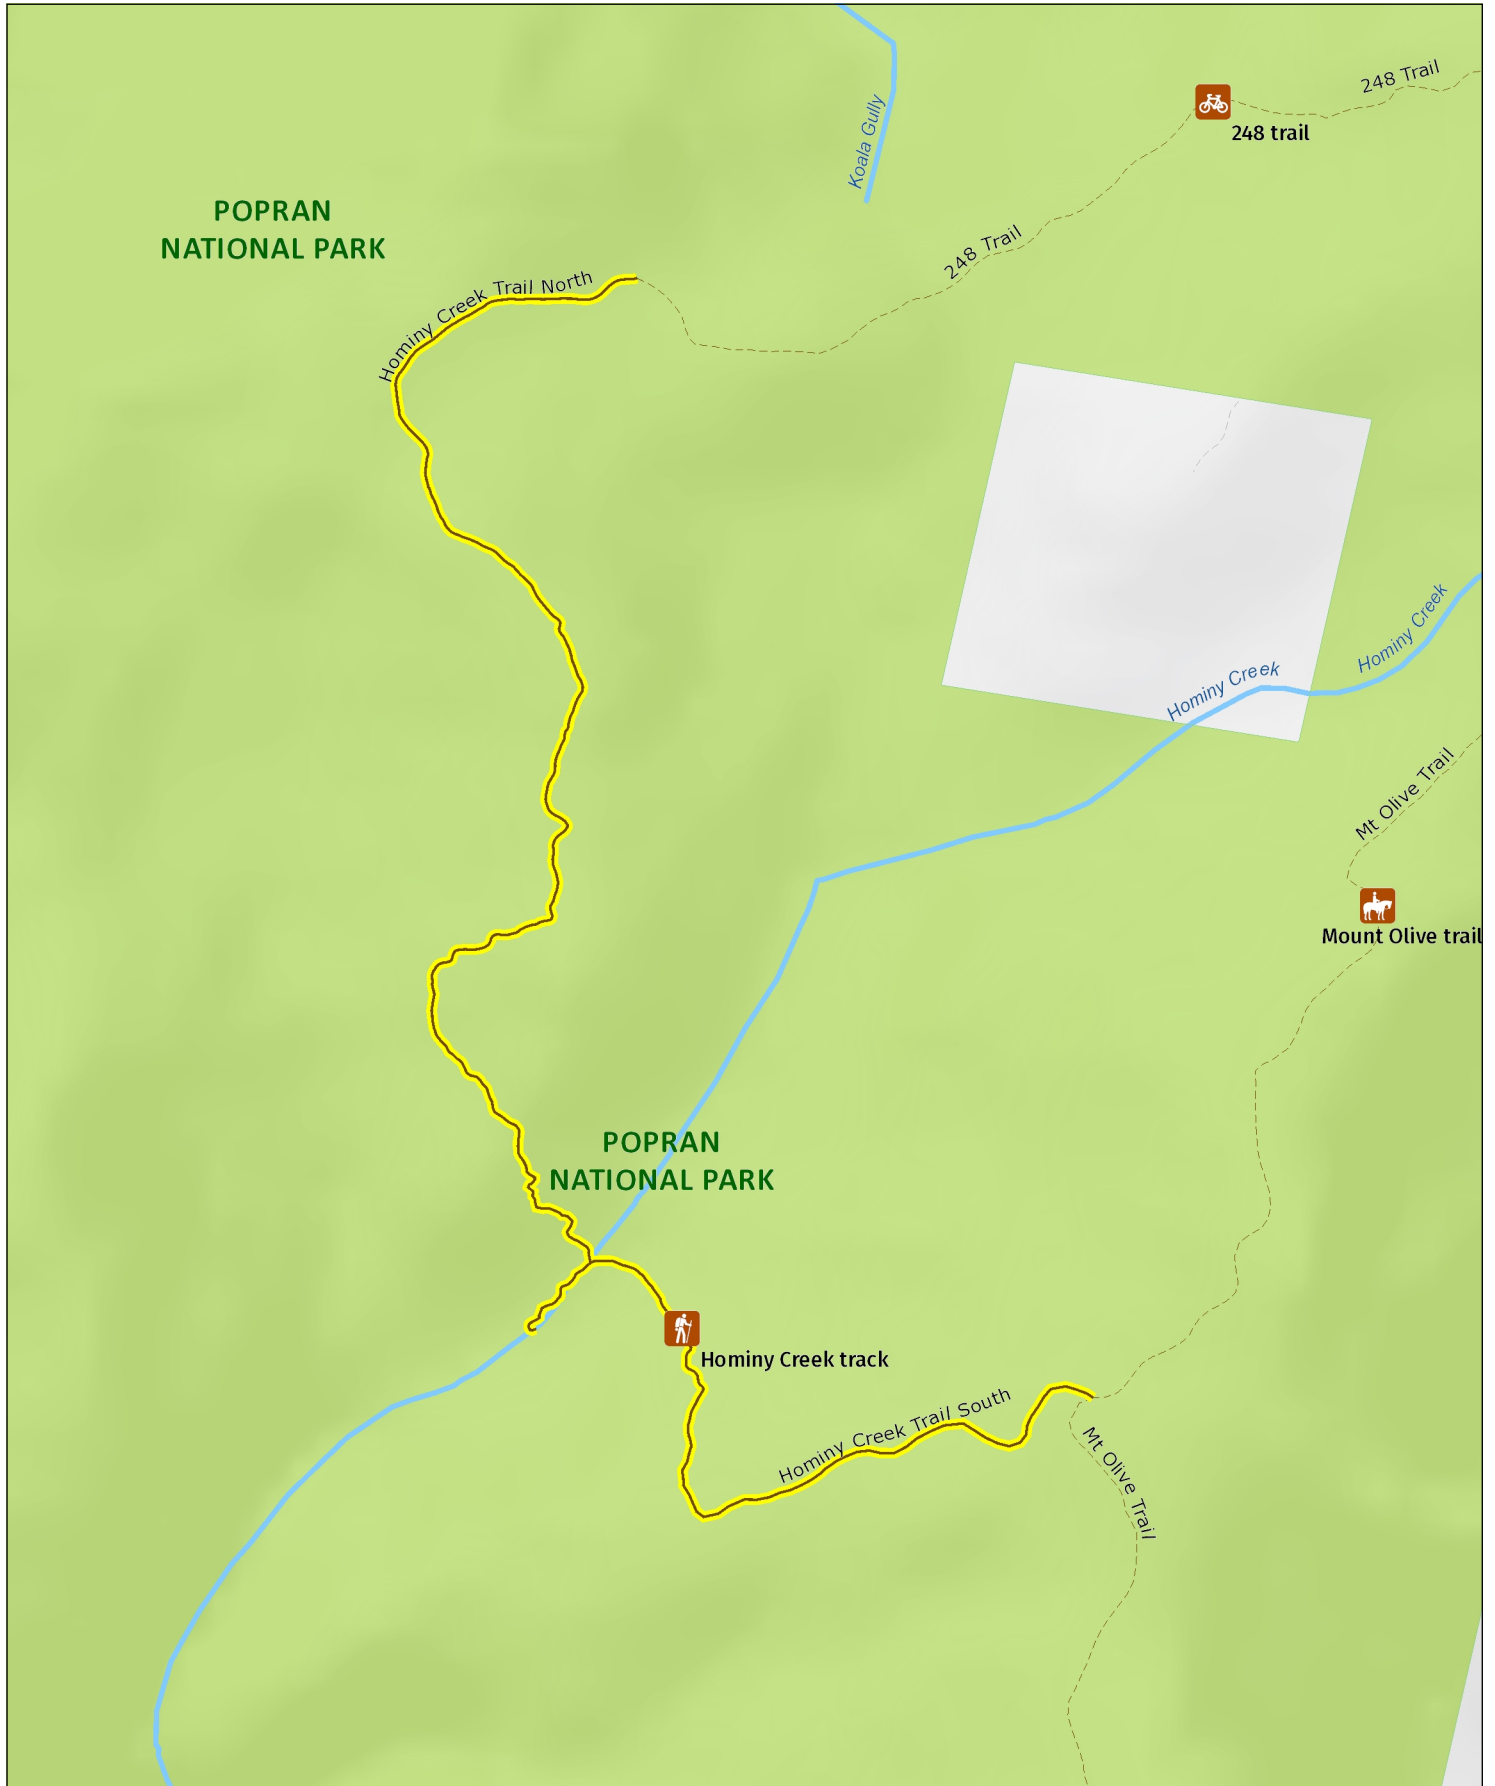 248 Trail
Koala Gully
248 trail
POPRAN
NATIONAL PARK
248 Trail
Hominy Creek Trail North
Hominy Creek
Hominy Creek
Mt Olive Trail
Mount Olive trail
POPRAN
NATIONAL PARK
Hominy Creek track
Hominy Creek Trail South
Mt Olive Trail